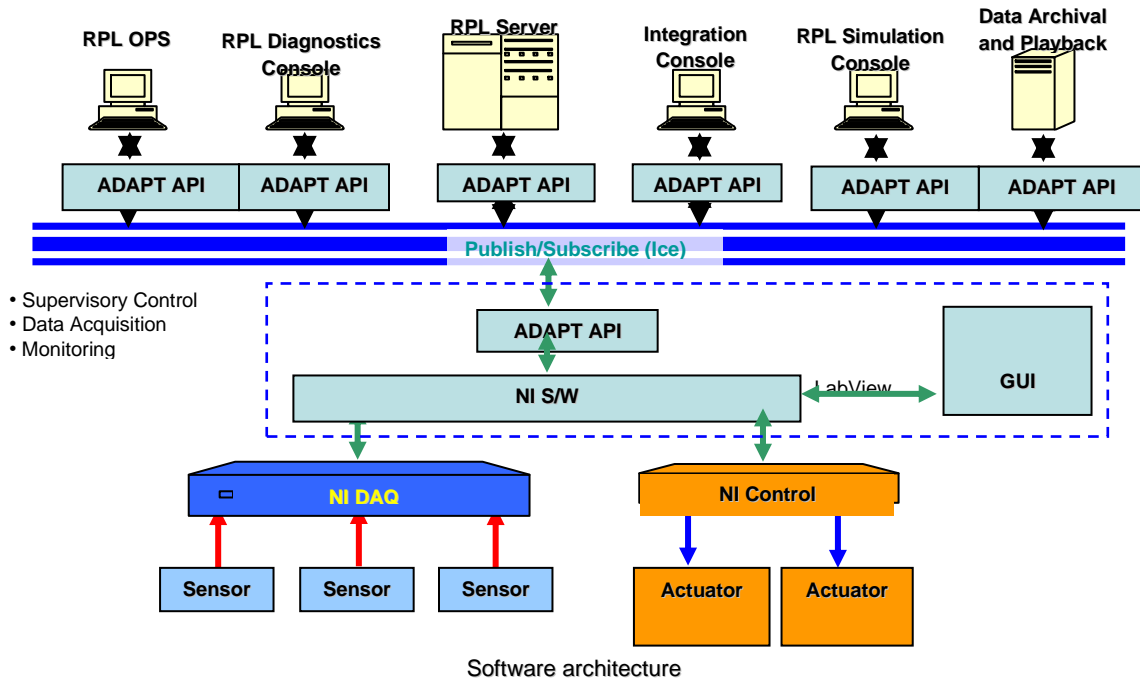 RPL OPS
RPL Diagnostics
Console
RPL Server
Integration
Console
RPL Simulation
Console
Data Archival
and Playback
ADAPT API
ADAPT API
ADAPT API
ADAPT API
ADAPT API
ADAPT API
Publish/Subscribe (Ice)
• Supervisory Control
• Data Acquisition
• Monitoring
ADAPT API
NI S/W
LabView
GUI
NI DAQ
NI Control
Sensor
Sensor
Sensor
Actuator
Actuator
Software architecture